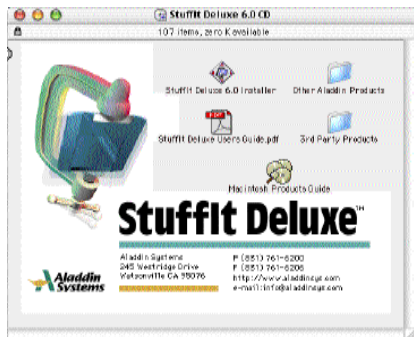 StuffIt Deluxe 6.0 CD
107 items, zero K available
StuffIt Deluxe 6.0 Installer
Other Aladdin Products
PDF
StuffIt Deluxe Users Guide.pdf
3rd Party Products
Macintosh Products Guide
StuffIt Deluxe™
Aladdin Systems
245 Westridge Drive
Watsonville CA 95076
P (831) 761-6200
F (831) 761-6206
http://www.aladdinsys.com
e-mail:info@aladdinsys.com
Aladdin
Systems